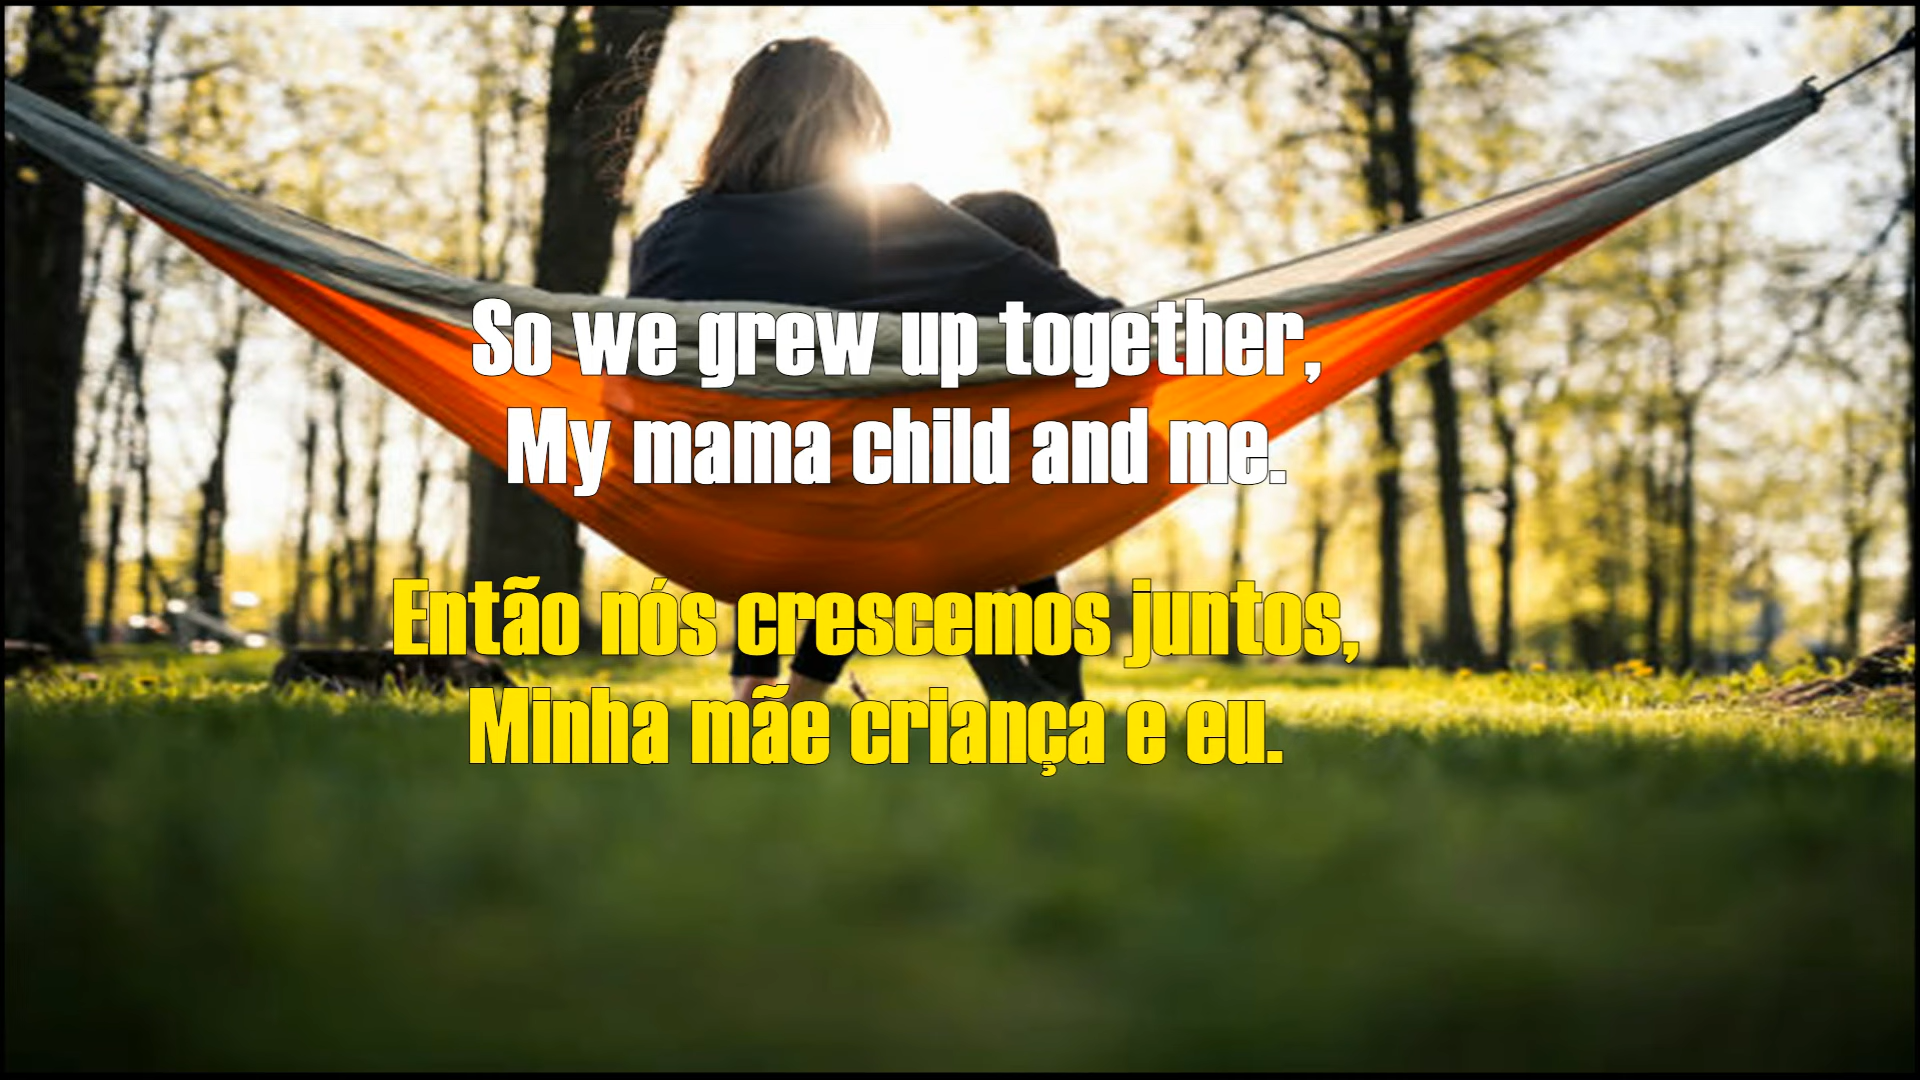 So we grew up together,
My mama child and me.
Então nós crescemos juntos,
Minha mãe criança e eu.